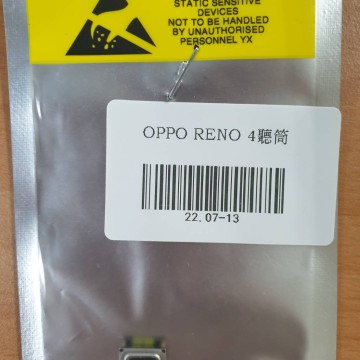 STATIC SENSITIVE
DEVICES
NOT TO BE HANDLED
BY UNAUTHORISED
PERSONNEL YX
OPPO RENO 4聽筒
22.07-13